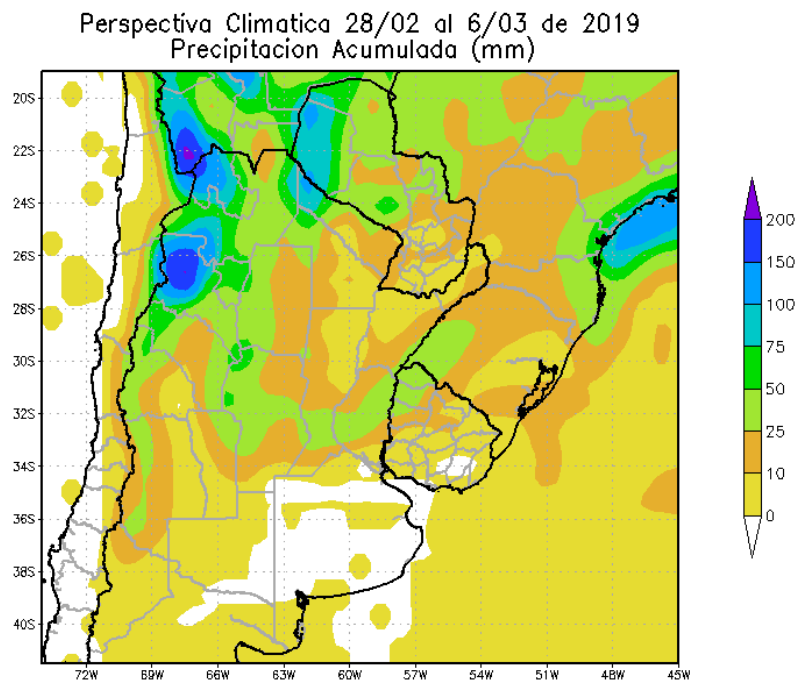 Perspectiva Climatica 28/02 al 6/03 de 2019
Precipitacion Acumulada (mm)
20S
22S
24S
26S
28S
30S
32S
34S
36S
38S
40S
72W 69W 66W 63W 60W 57W 54W 51W 48W 45W
200
150
100
75
50
25
10
0